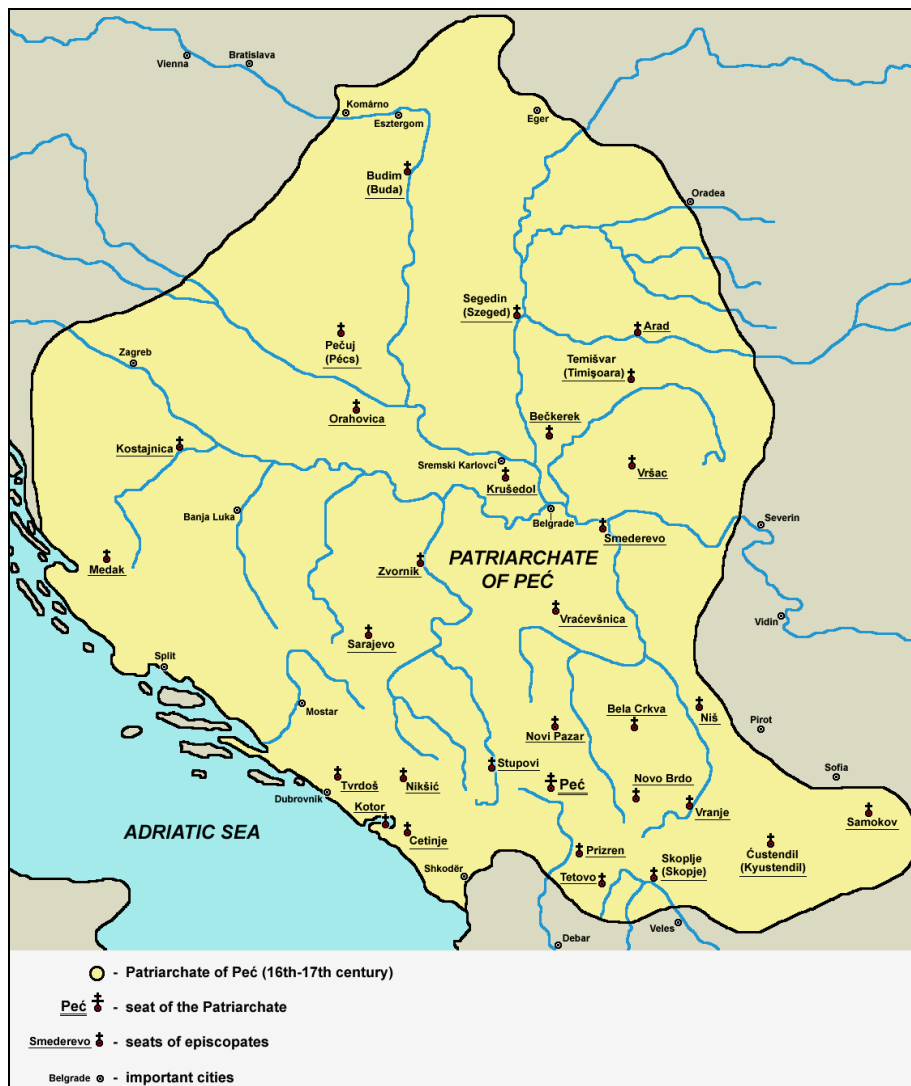 Bratislava
Vienna
Komárno
Esztergom
Eger
Budim
(Buda)
Oradea
Segedin
(Szeged)
Arad
Pečuj
(Pécs)
Zagreb
Temišvar
(Timişoara)
Orahovica
Bečkerek
Kostajnica
Sremski Karlovci
Krušedol
Vršac
Banja Luka
Belgrade
Severin
Smederevo
Medak
Zvornik
PATRIARCHATE
OF PEĆ
Vraćevšnica
Vidin
Sarajevo
Split
Mostar
Bela Crkva
Niš
Novi Pazar
Pirot
Stupovi
Sofia
Tvrdoš
Nikšić
Peć
Novo Brdo
Dubrovnik
Kotor
Vranje
Samokov
ADRIATIC SEA
Cetinje
Prizren
Ćustendil
(Kyustendil)
Shkodër
Tetovo
Skoplje
(Skopje)
Veles
Debar
- Patriarchate of Peć (16th-17th century)
Peć - seat of the Patriarchate
Smederevo - seats of episcopates
Belgrade - important cities